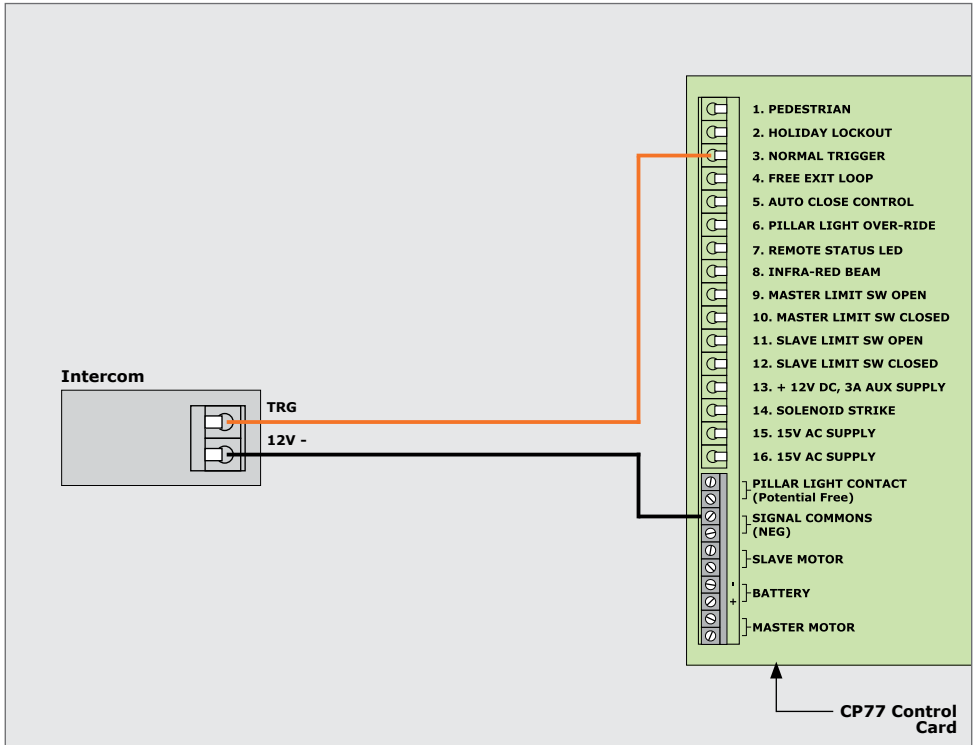 1. PEDESTRIAN
2. HOLIDAY LOCKOUT
3. NORMAL TRIGGER
4. FREE EXIT LOOP
5. AUTO CLOSE CONTROL
6. PILLAR LIGHT OVER-RIDE
7. REMOTE STATUS LED
8. INFRA-RED BEAM
9. MASTER LIMIT SW OPEN
10. MASTER LIMIT SW CLOSED
11. SLAVE LIMIT SW OPEN
12. SLAVE LIMIT SW CLOSED
13. + 12V DC, 3A AUX SUPPLY
14. SOLENOID STRIKE
15. 15V AC SUPPLY
16. 15V AC SUPPLY
PILLAR LIGHT CONTACT
(Potential Free)
SIGNAL COMMONS
(NEG)
SLAVE MOTOR
-
BATTERY
+
MASTER MOTOR
Intercom
TRG
12V -
CP77 Control
Card